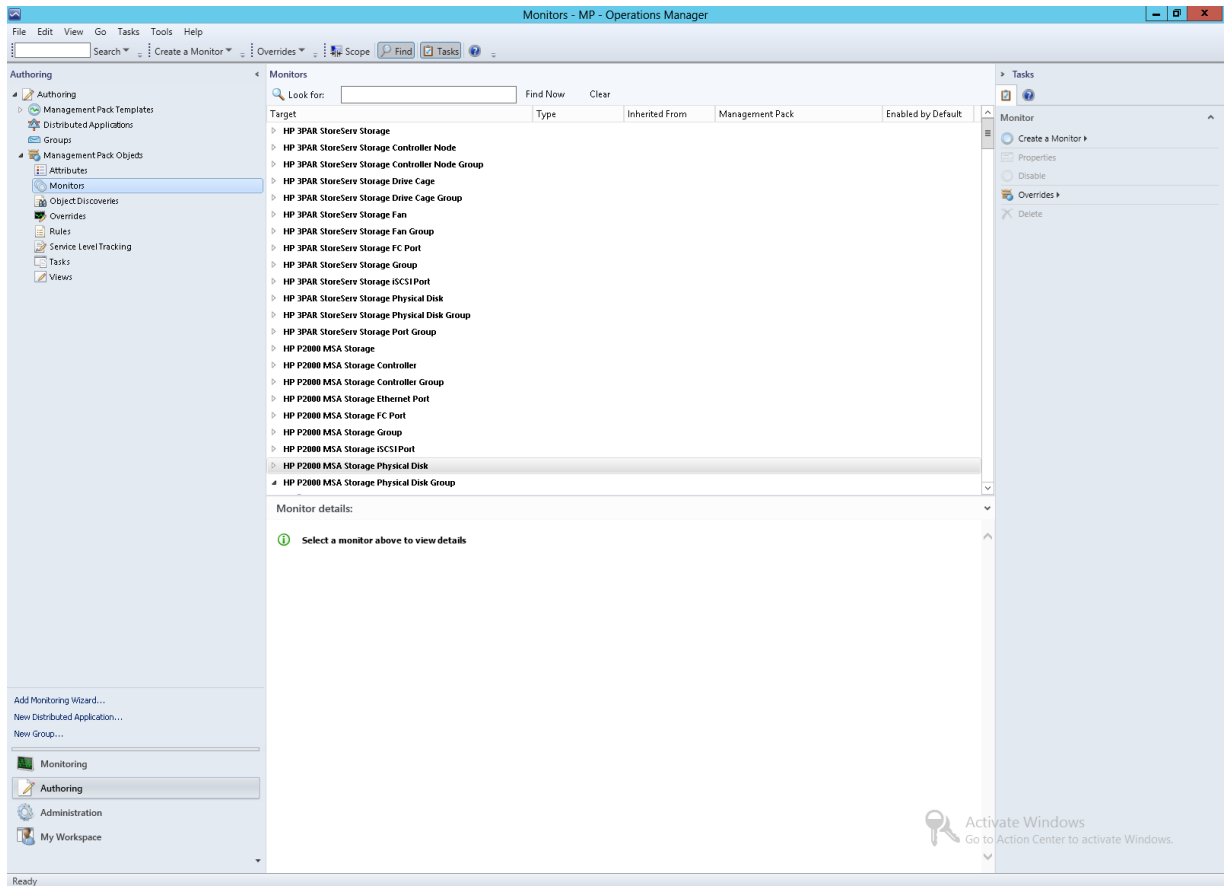 Monitors - MP - Operations Manager
File Edit View Go Tasks Tools Help
Search Create a Monitor Overrides Scope Find Tasks
Authoring
Authoring
Management Pack Templates
Distributed Applications
Groups
Management Pack Objects
Attributes
Monitors
Object Discoveries
Overrides
Rules
Service Level Tracking
Tasks
Views
Add Monitoring Wizard...
New Distributed Application...
New Group...
Monitoring
Authoring
Administration
My Workspace
Ready
Monitors
Look for: Find Now Clear
Target Type Inherited From Management Pack Enabled by Default
HP 3PAR StoreServ Storage
HP 3PAR StoreServ Storage Controller Node
HP 3PAR StoreServ Storage Controller Node Group
HP 3PAR StoreServ Storage Drive Cage
HP 3PAR StoreServ Storage Drive Cage Group
HP 3PAR StoreServ Storage Fan
HP 3PAR StoreServ Storage Fan Group
HP 3PAR StoreServ Storage FC Port
HP 3PAR StoreServ Storage Group
HP 3PAR StoreServ Storage iSCSI Port
HP 3PAR StoreServ Storage Physical Disk
HP 3PAR StoreServ Storage Physical Disk Group
HP 3PAR StoreServ Storage Port Group
HP P2000 MSA Storage
HP P2000 MSA Storage Controller
HP P2000 MSA Storage Controller Group
HP P2000 MSA Storage Ethernet Port
HP P2000 MSA Storage FC Port
HP P2000 MSA Storage Group
HP P2000 MSA Storage iSCSI Port
HP P2000 MSA Storage Physical Disk
HP P2000 MSA Storage Physical Disk Group
Monitor details:
Select a monitor above to view details
Tasks
Monitor
Create a Monitor
Properties
Disable
Overrides
Delete
Activate Windows
Go to Action Center to activate Windows.